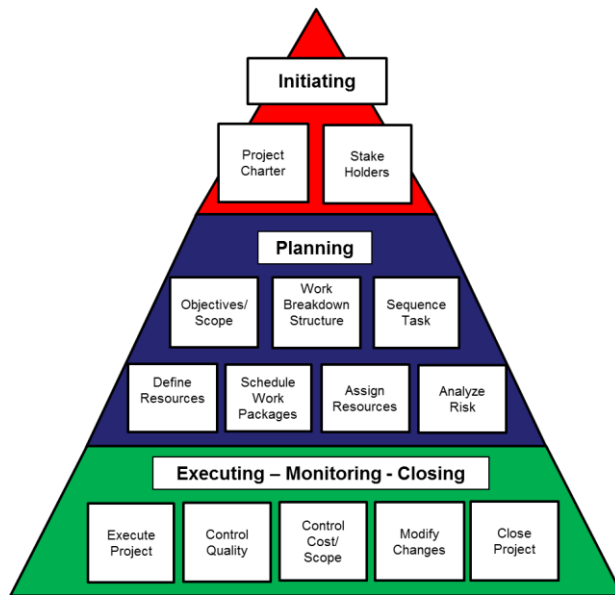 Initiating
Project
Charter
Stake
Holders
Planning
Objectives/
Scope
Work
Breakdown
Structure
Sequence
Task
Define
Resources
Schedule
Work
Packages
Assign
Resources
Analyze
Risk
Executing – Monitoring - Closing
Execute
Project
Control
Quality
Control
Cost/
Scope
Modify
Changes
Close
Project